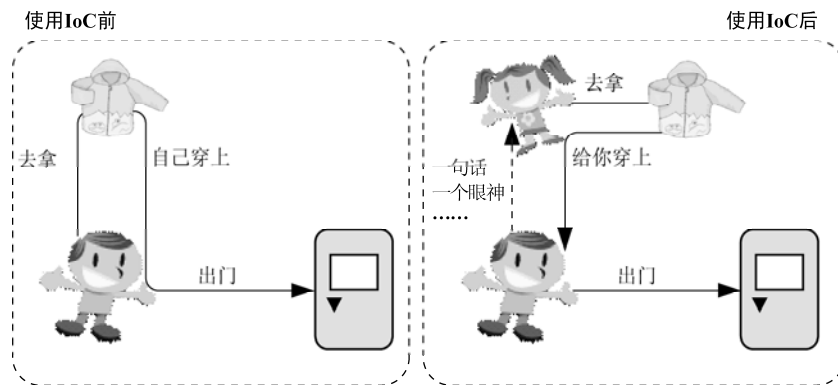 使用IoC前
使用IoC后
去拿
自己穿上
出门
去拿
给你穿上
一句话
一个眼神
……
出门